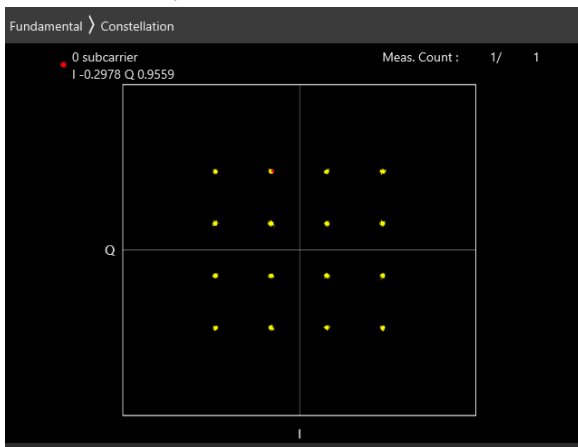 Fundamental 〉 Constellation
0 subcarrier
Meas. Count : 1/ 1
I -0.2978 Q 0.9559
Q
I